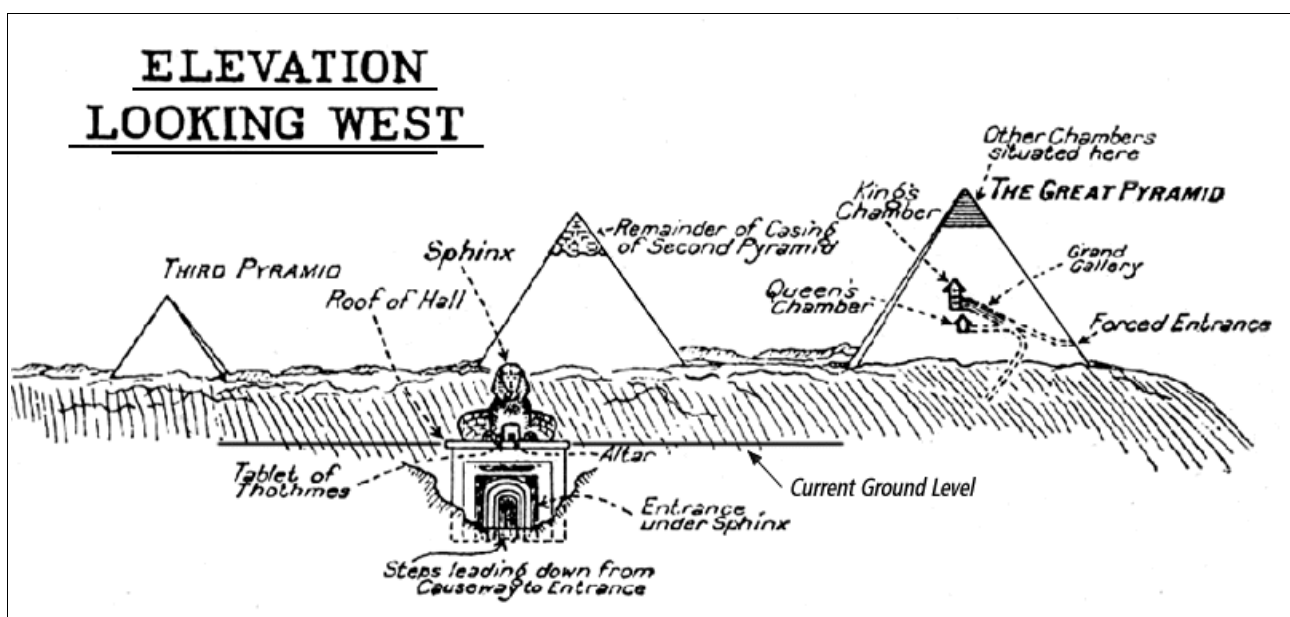 ELEVATION
LOOKING WEST
Other Chambers
situated here
King's
Chamber
THE GREAT PYRAMID
Remainder of Casing
of Second Pyramid
Sphinx
THIRD PYRAMID
Roof of Hall
Grand
Gallery
Queen's
Chamber
Forced Entrance
Tablet of
Thothmes
Altar
Current Ground Level
Entrance
under Sphinx
Steps leading down from
Causeway to Entrance